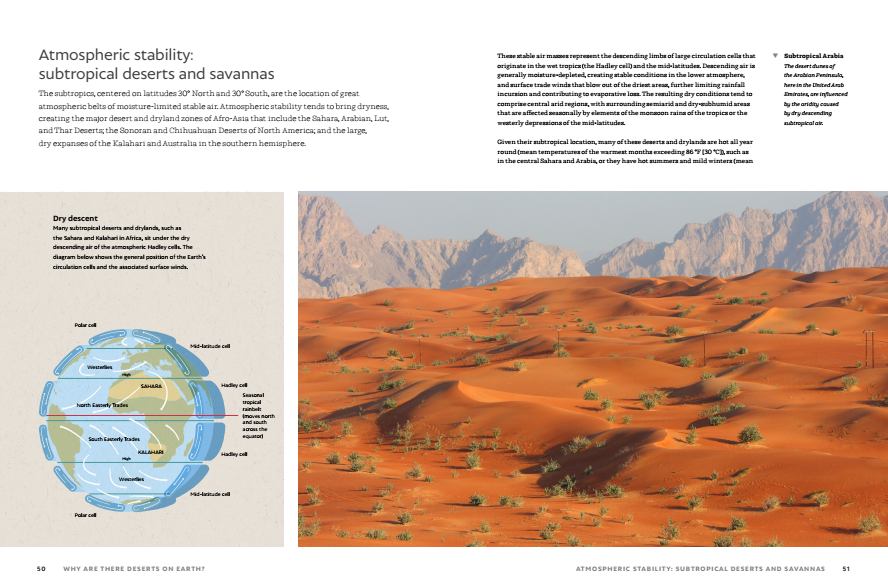 Atmospheric stability:
subtropical deserts and savannas
The subtropics, centered on latitudes 30° North and 30° South, are the location of great
atmospheric belts of moisture-limited stable air. Atmospheric stability tends to bring dryness,
creating the major desert and dryland zones of Afro-Asia that include the Sahara, Arabian, Lut,
and Thar Deserts; the Sonoran and Chihuahuan Deserts of North America; and the large,
dry expanses of the Kalahari and Australia in the southern hemisphere.
These stable air masses represent the descending limbs of large circulation cells that
originate in the wet tropics (the Hadley cell) and the mid-latitudes. Descending air is
generally moisture-depleted, creating stable conditions in the lower atmosphere,
and surface trade winds that blow out of the driest areas, further limiting rainfall
incursion and contributing to evaporative loss. The resulting dry conditions tend to
comprise central arid regions, with surrounding semiarid and dry-subhumid areas
that are affected seasonally by elements of the monsoon rains of the tropics or the
westerly depressions of the mid-latitudes.
Given their subtropical location, many of these deserts and drylands are hot all year
round (mean temperatures of the warmest months exceeding 86 °F [30 °C]), such as
in the central Sahara and Arabia, or they have hot summers and mild winters (mean
▼ Subtropical Arabia
The desert dunes of
the Arabian Peninsula,
here in the United Arab
Emirates, are influenced
by the aridity caused
by dry descending
subtropical air.
Dry descent
Many subtropical deserts and drylands, such as
the Sahara and Kalahari in Africa, sit under the dry
descending air of the atmospheric Hadley cells. The
diagram below shows the general position of the Earth's
circulation cells and the associated surface winds.
Polar cell
Mid-latitude cell
Westerlies
High
SAHARA
Hadley cell
Seasonal
tropical
rainbelt
(moves north
and south
across the
equator)
North Easterly Trades
South Easterly Trades
KALAHARI
Hadley cell
High
Westerlies
Mid-latitude cell
Polar cell
50 WHY ARE THERE DESERTS ON EARTH?
ATMOSPHERIC STABILITY: SUBTROPICAL DESERTS AND SAVANNAS 51